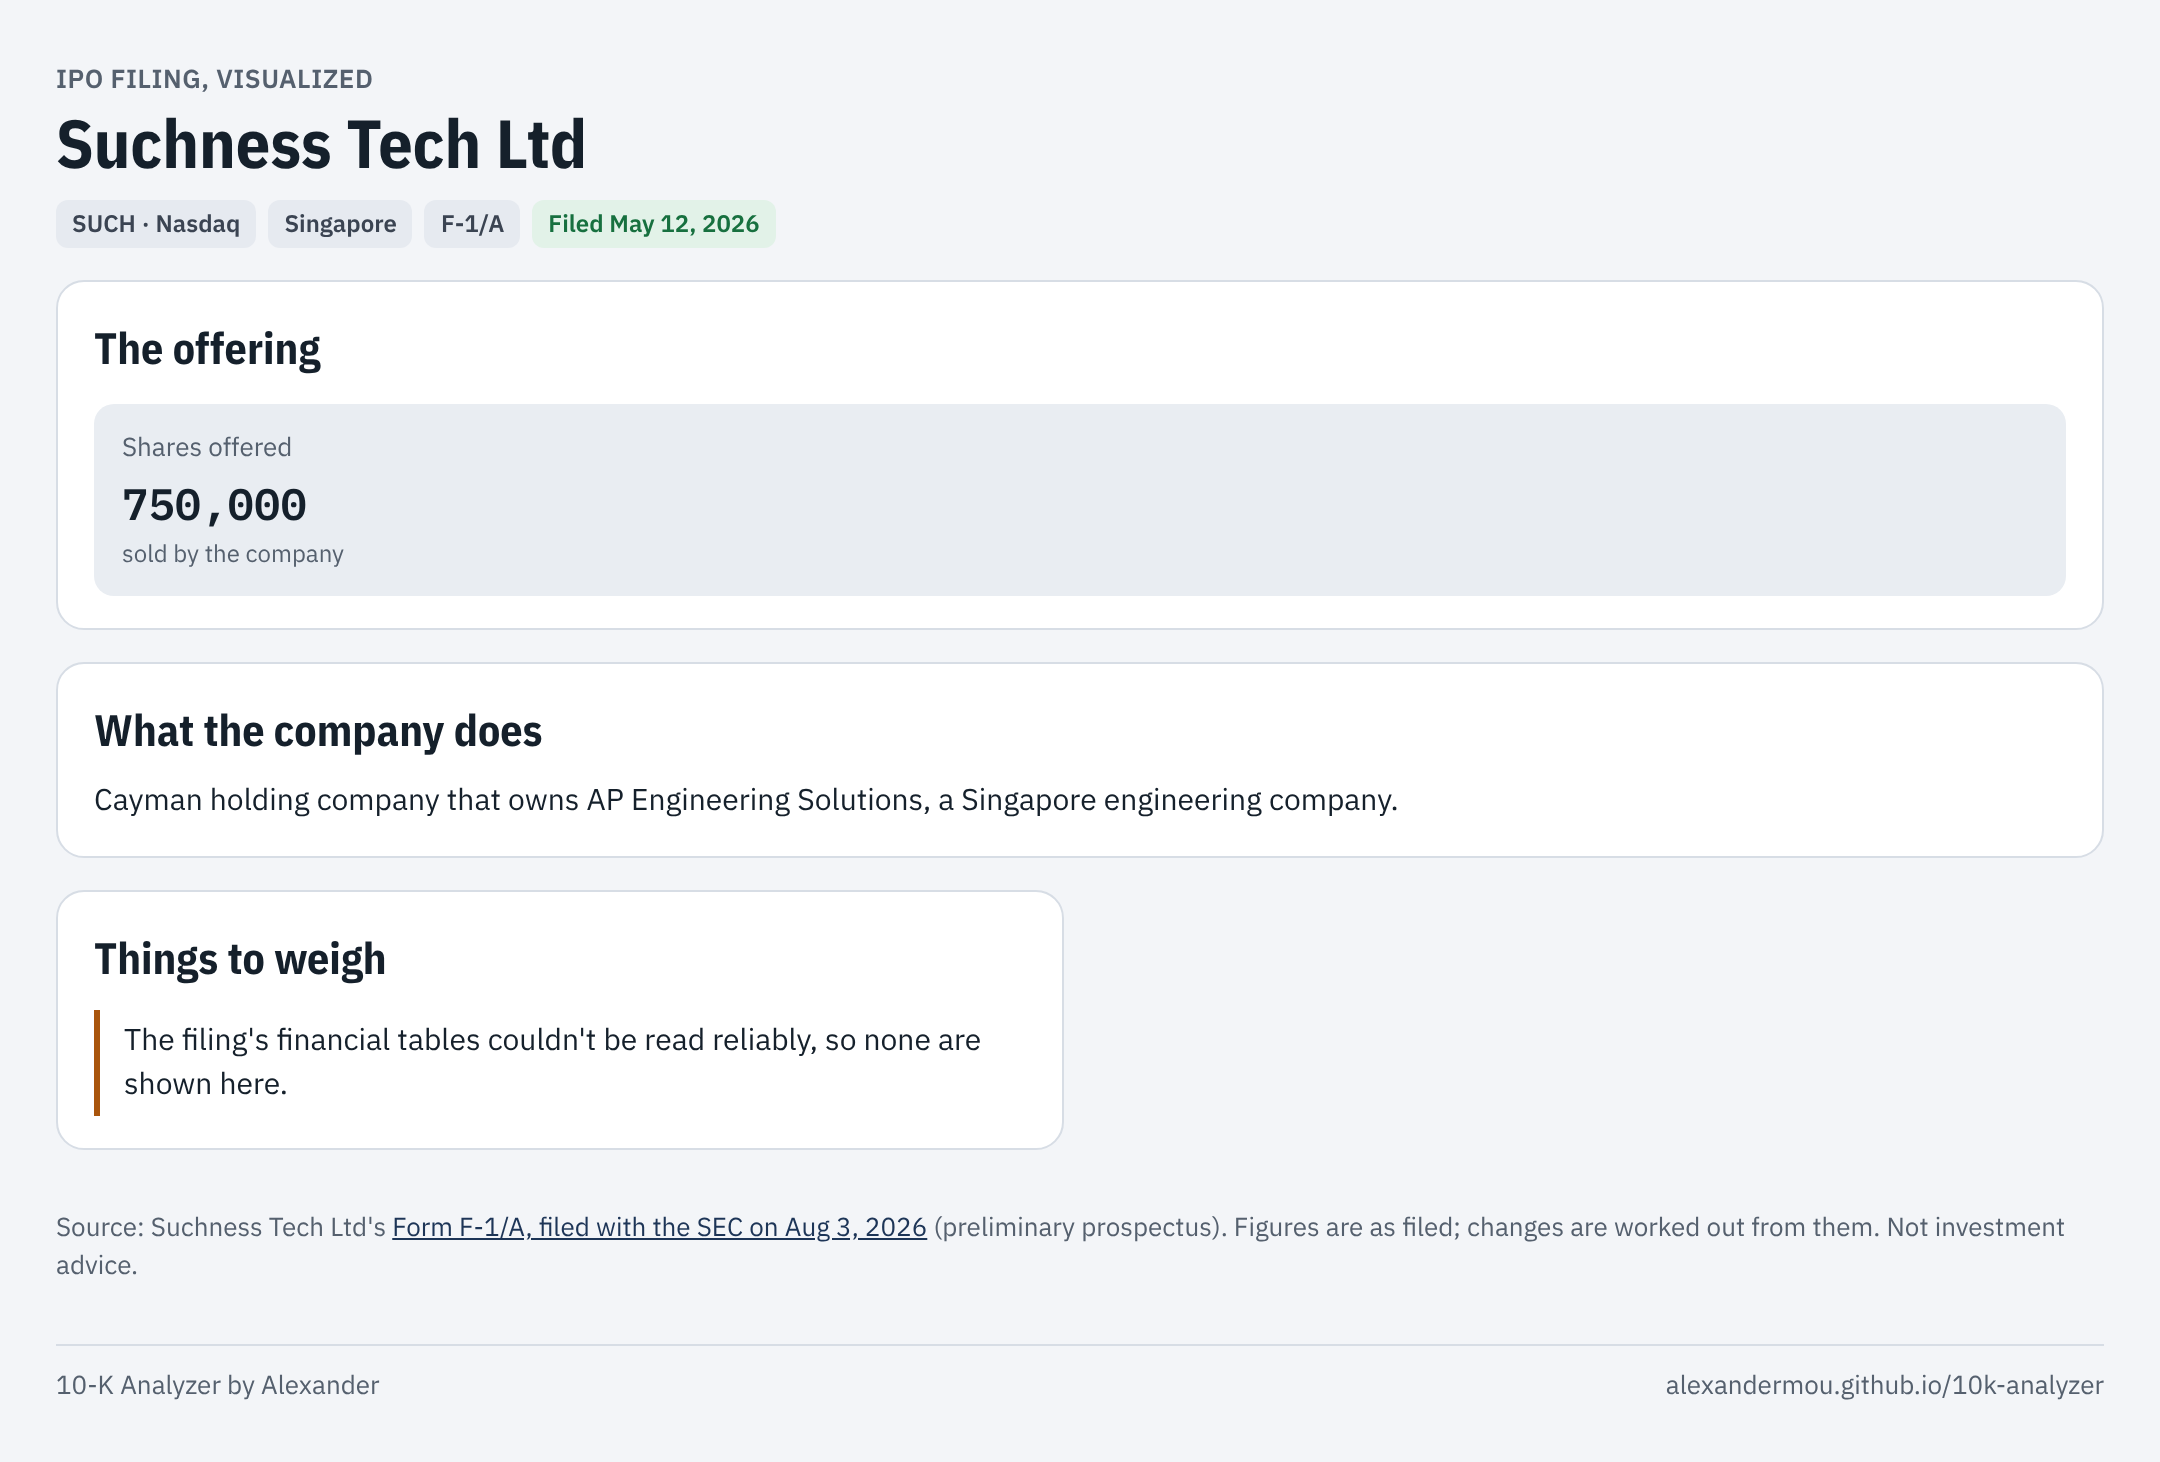 IPO FILING, VISUALIZED
Suchness Tech Ltd
SUCH · Nasdaq Singapore F-1/A Filed May 12, 2026
The offering
Shares offered
750,000
sold by the company
What the company does
Cayman holding company that owns AP Engineering Solutions, a Singapore engineering company.
Things to weigh
The filing's financial tables couldn't be read reliably, so none are
shown here.
Source: Suchness Tech Ltd's Form F-1/A, filed with the SEC on Aug 3, 2026 (preliminary prospectus). Figures are as filed; changes are worked out from them. Not investment
advice.
10-K Analyzer by Alexander
alexandermou.github.io/10k-analyzer